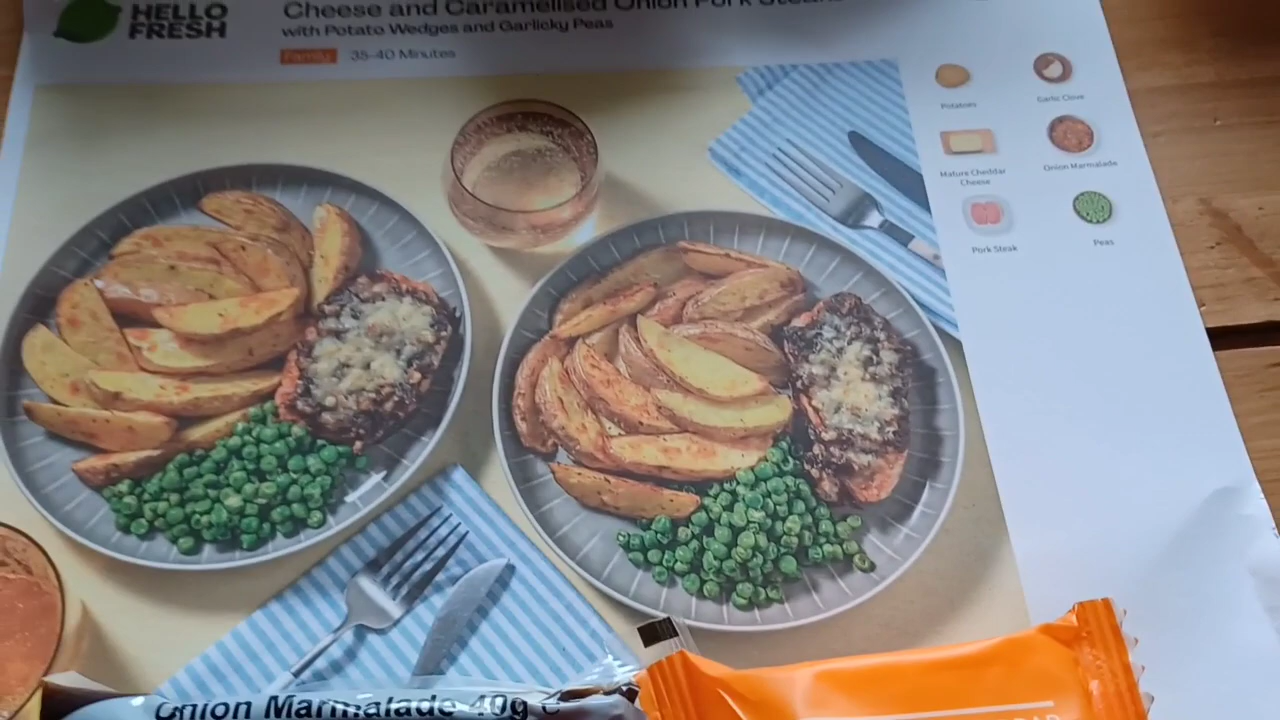 HELLO
FRESH
Cheese and Caramelised Onion Pork Steaks
with Potato Wedges and Garlicky Peas
Family 35-40 Minutes
Potatoes
Garlic Clove
Mature Cheddar
Cheese
Onion Marmalade
Pork Steak
Peas
Onion Marmalade 40g e